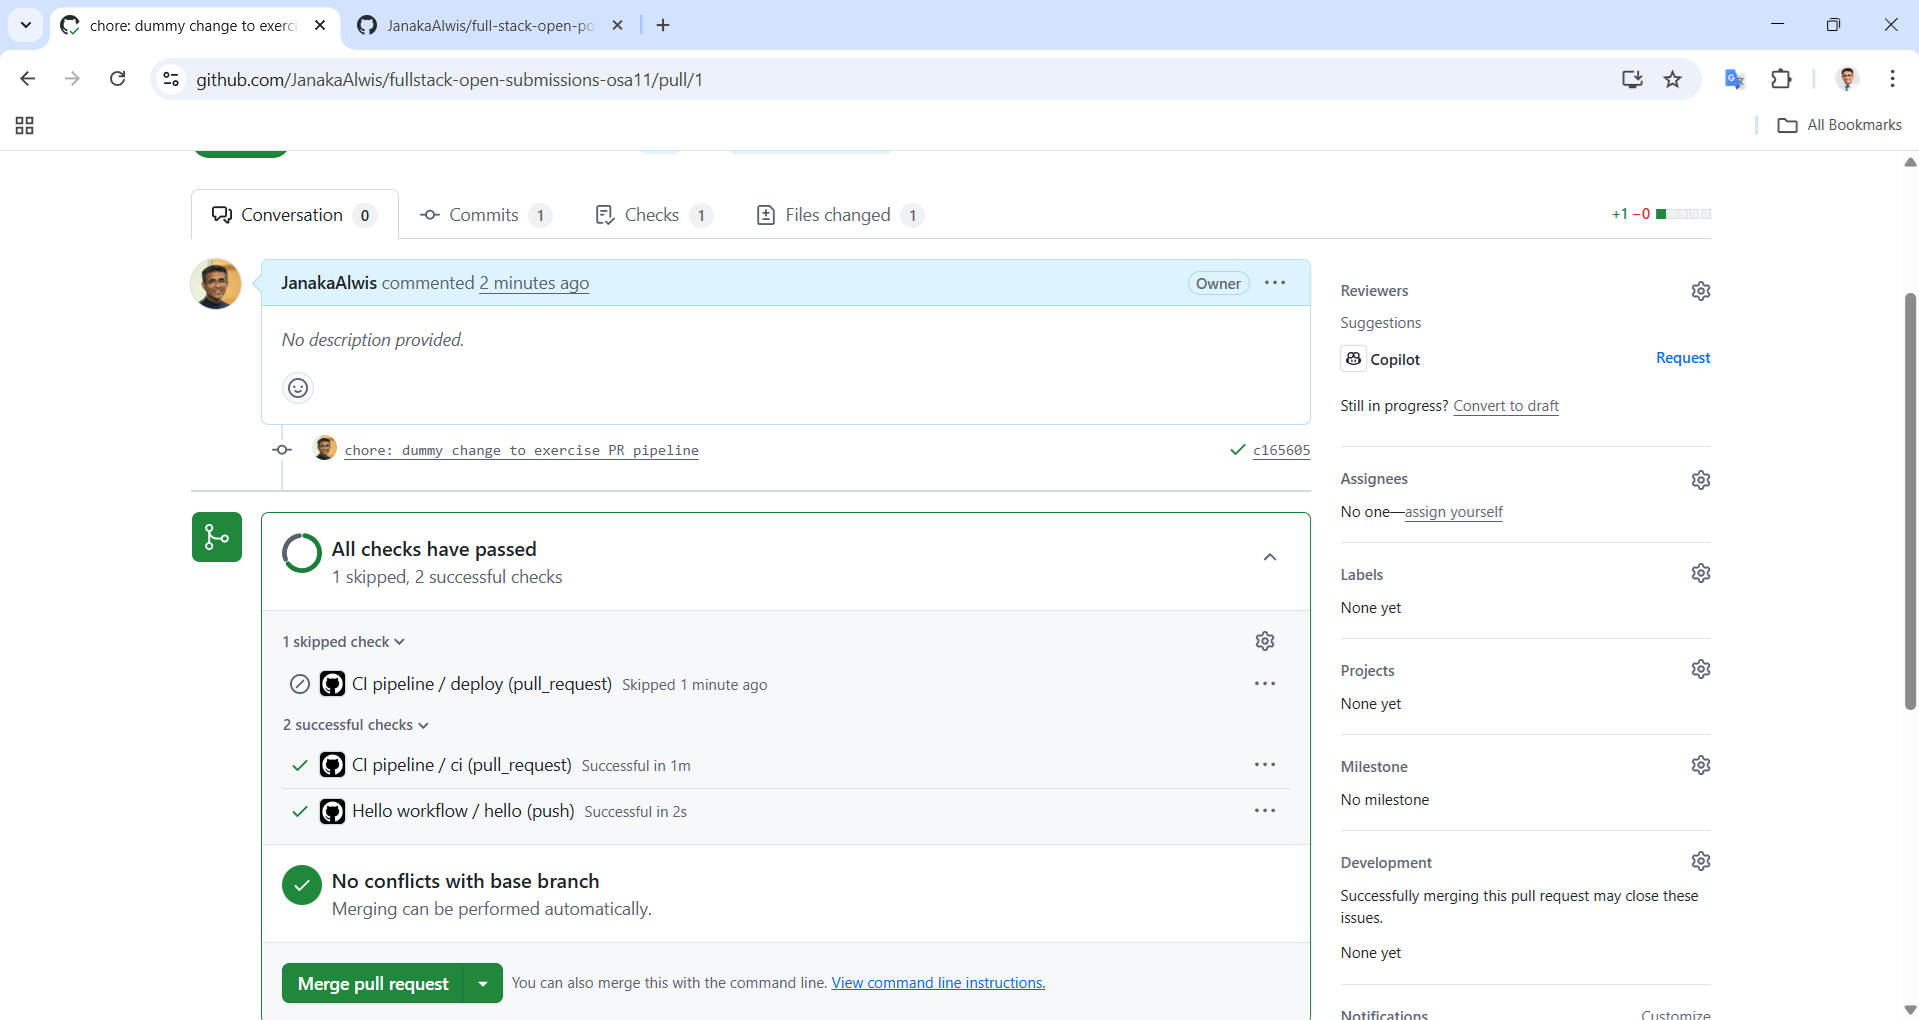 chore: dummy change to exerci
JanakaAlwis/full-stack-open-po
github.com/JanakaAlwis/fullstack-open-submissions-osa11/pull/1
All Bookmarks
Conversation 0
Commits 1
Checks 1
Files changed 1
+1 −0
JanakaAlwis commented 2 minutes ago
Owner
No description provided.
chore: dummy change to exercise PR pipeline
c165605
All checks have passed
1 skipped, 2 successful checks
1 skipped check
CI pipeline / deploy (pull_request) Skipped 1 minute ago
2 successful checks
CI pipeline / ci (pull_request) Successful in 1m
Hello workflow / hello (push) Successful in 2s
No conflicts with base branch
Merging can be performed automatically.
Merge pull request
You can also merge this with the command line. View command line instructions.
Reviewers
Suggestions
Copilot
Request
Still in progress? Convert to draft
Assignees
No one—assign yourself
Labels
None yet
Projects
None yet
Milestone
No milestone
Development
Successfully merging this pull request may close these
issues.
None yet
Notifications
Customize